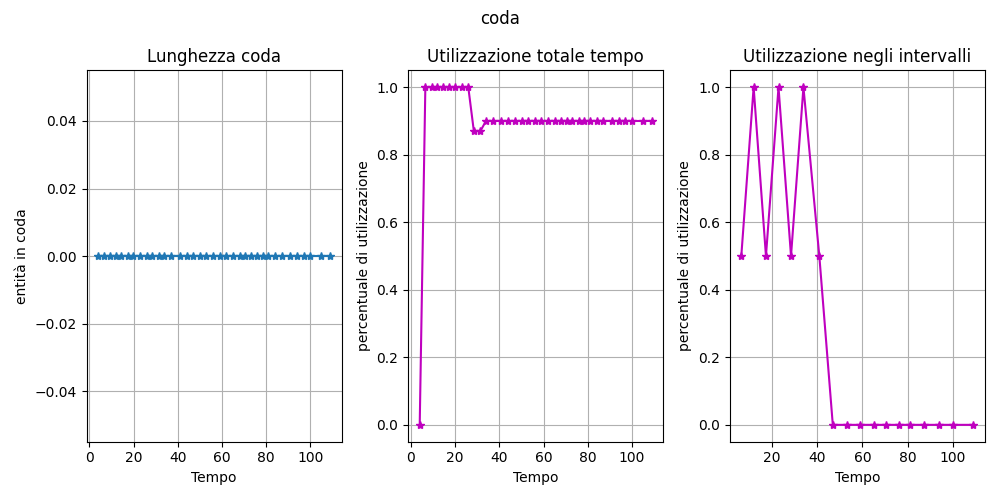 coda
Lunghezza coda
entità in coda
0.04
0.02
0.00
−0.02
−0.04
0 20 40 60 80 100
Tempo
Utilizzazione totale tempo
percentuale di utilizzazione
1.0
0.8
0.6
0.4
0.2
0.0
0 20 40 60 80 100
Tempo
Utilizzazione negli intervalli
percentuale di utilizzazione
1.0
0.8
0.6
0.4
0.2
0.0
20 40 60 80 100
Tempo